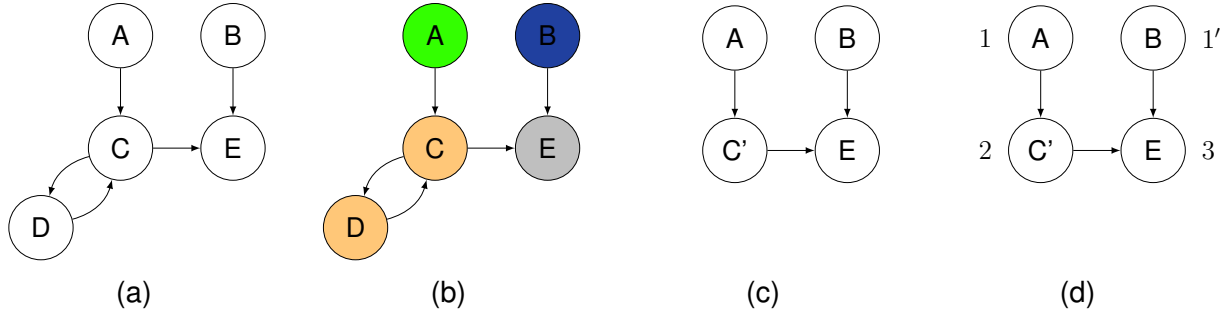 A B A B A B 1 A B 1′
C E C E C' E 2 C' E 3
D D
(a) (b) (c) (d)